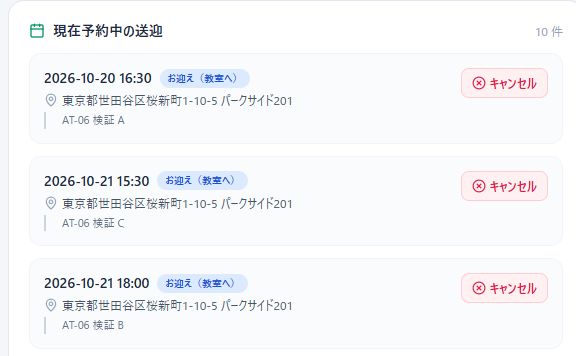 現在予約中の送迎
10 件
2026-10-20 16:30 お迎え（教室へ）
キャンセル
東京都世田谷区桜新町1-10-5 パークサイド201
AT-06 検証 A
2026-10-21 15:30 お迎え（教室へ）
キャンセル
東京都世田谷区桜新町1-10-5 パークサイド201
AT-06 検証 C
2026-10-21 18:00 お迎え（教室へ）
キャンセル
東京都世田谷区桜新町1-10-5 パークサイド201
AT-06 検証 B